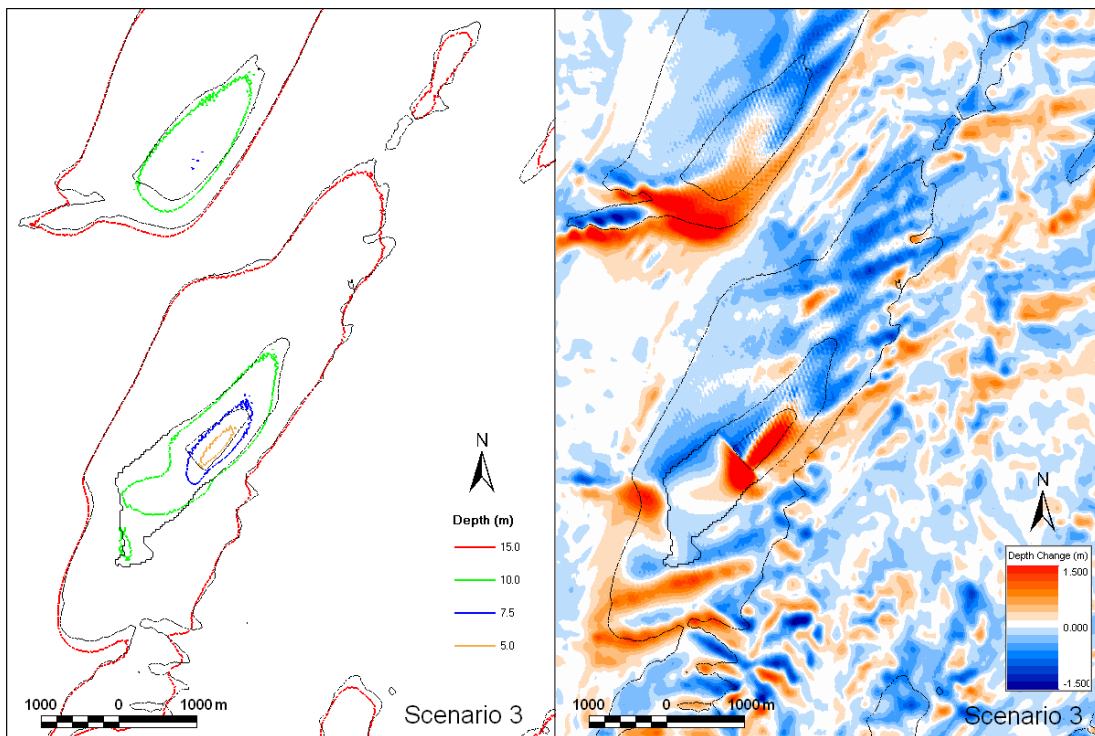 N
Depth (m)
15.0
10.0
7.5
5.0
1000 0 1000 m
Scenario 3
N
Depth Change (m)
1.500
0.000
-1.500
1000 0 1000 m
Scenario 3